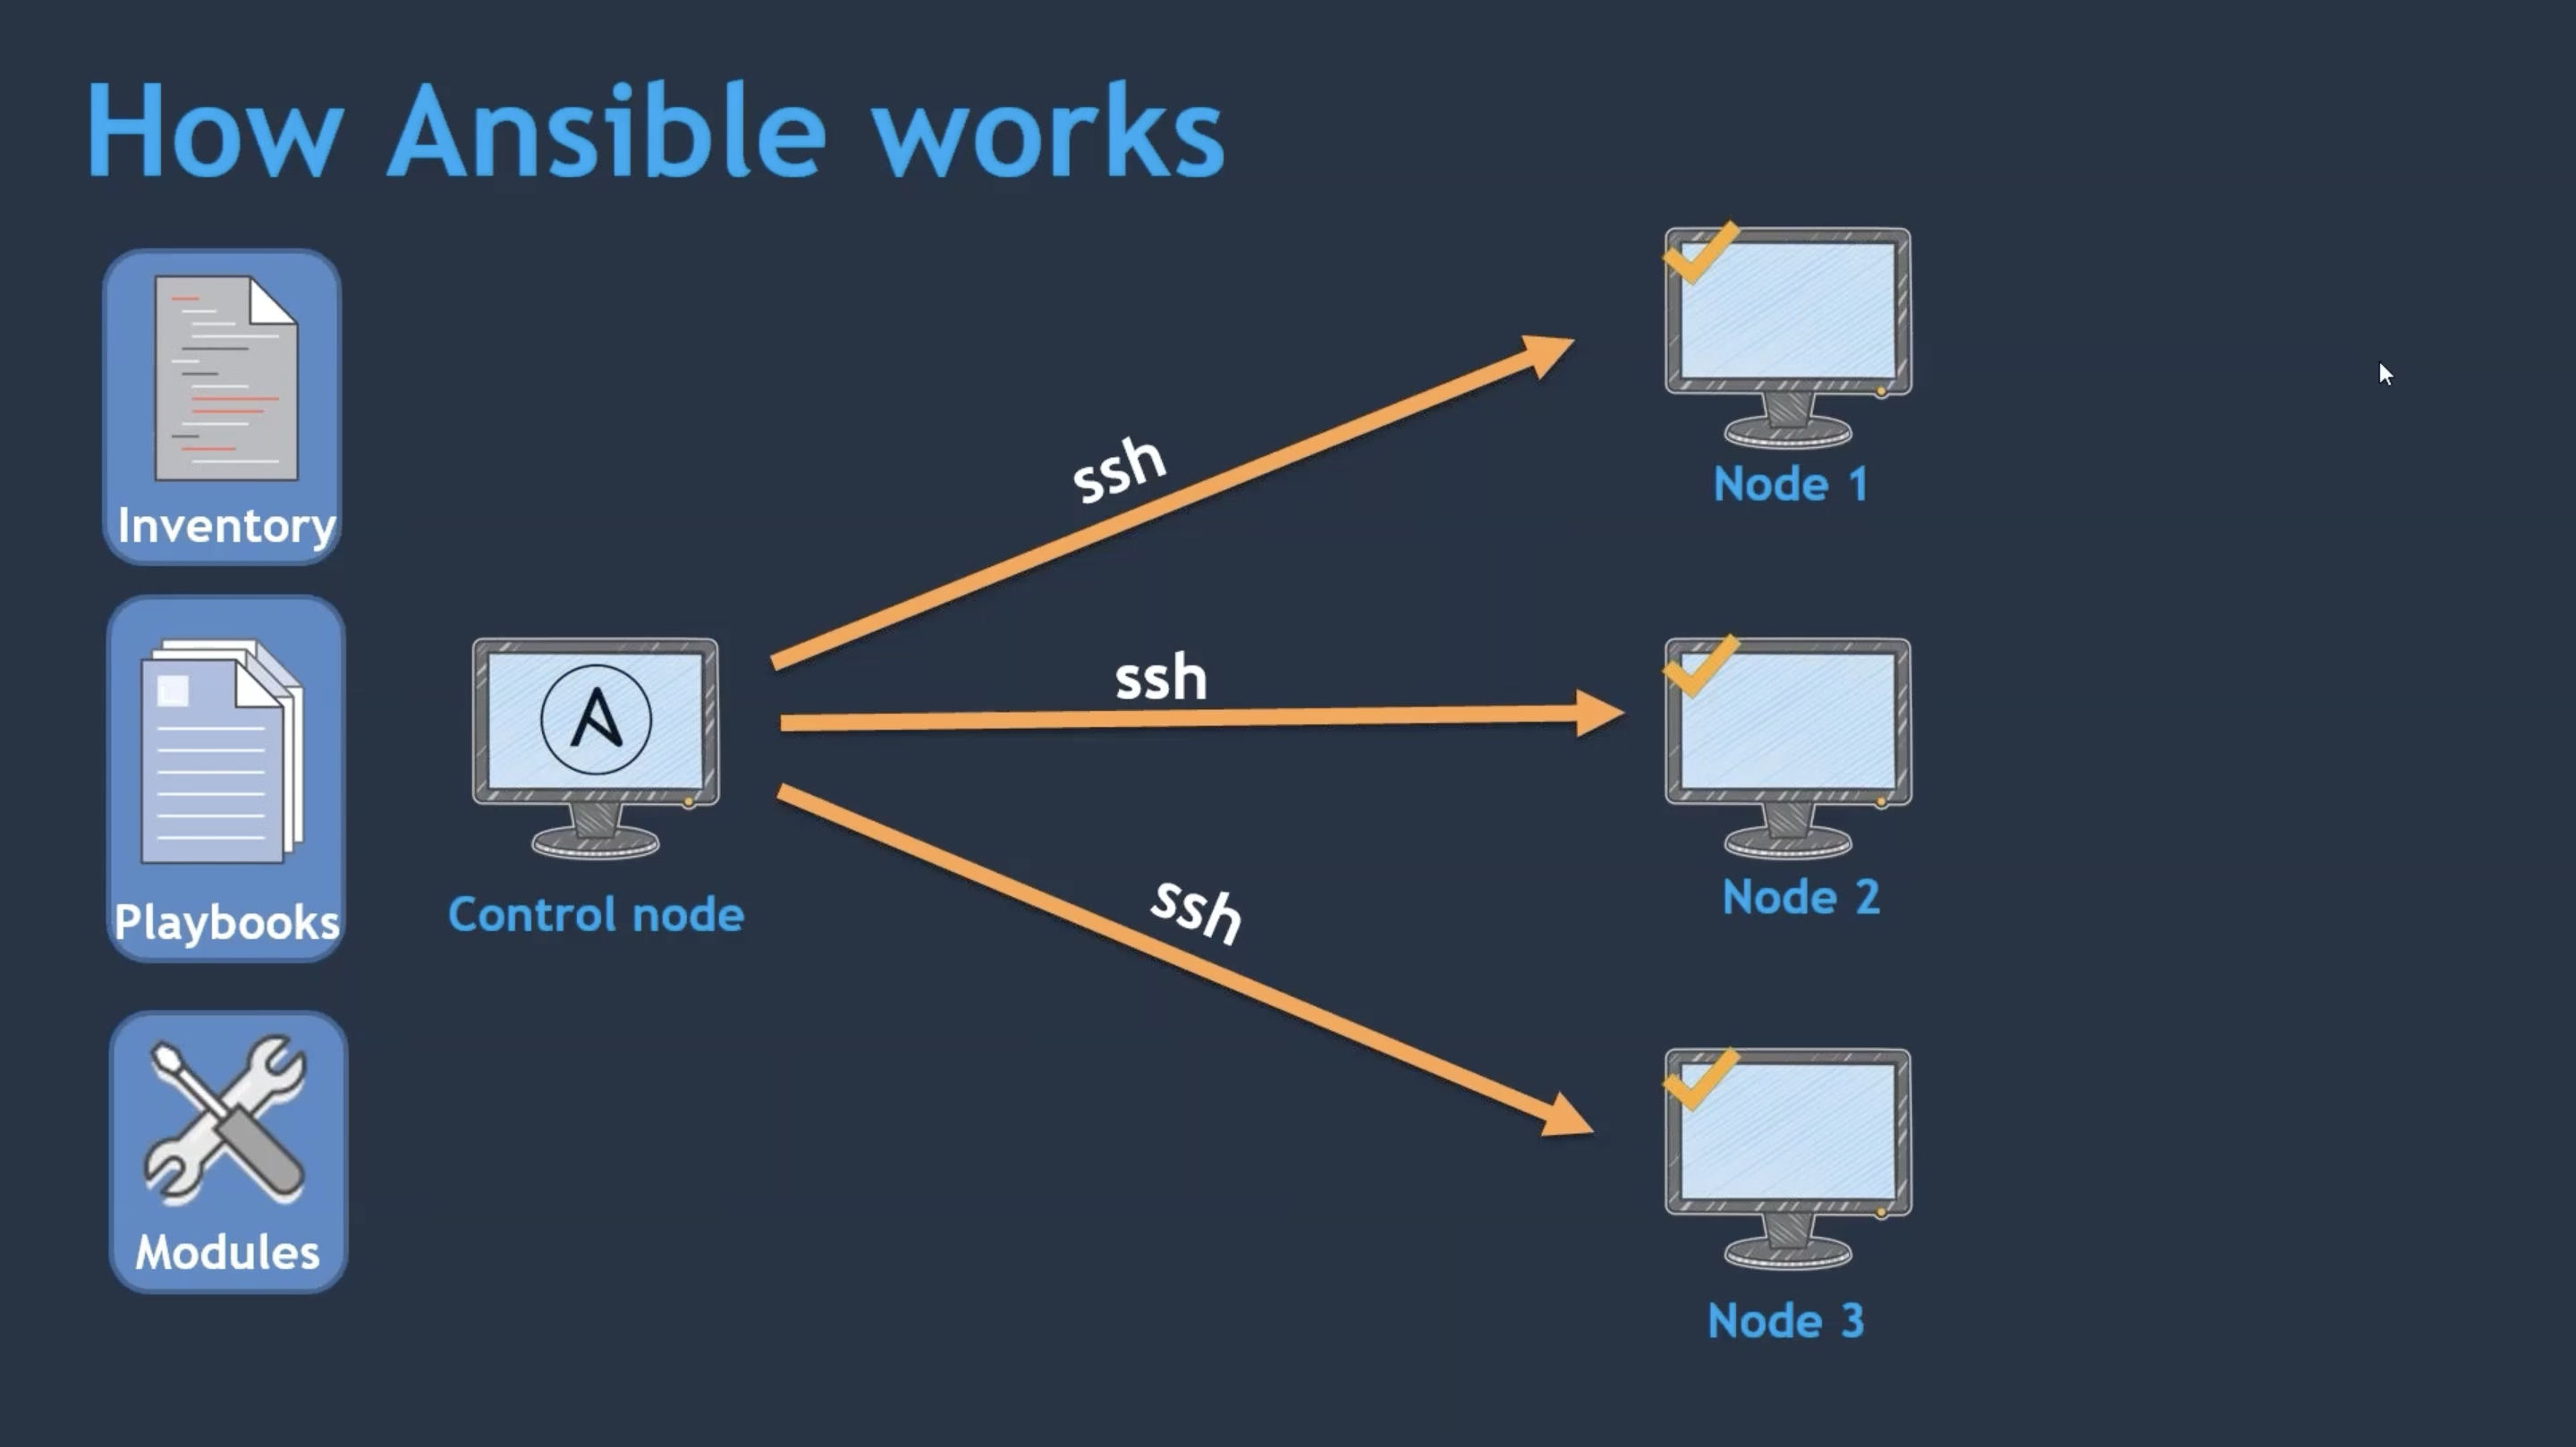 How Ansible works
Inventory
Playbooks
Modules
Control node
ssh
ssh
ssh
Node 1
Node 2
Node 3